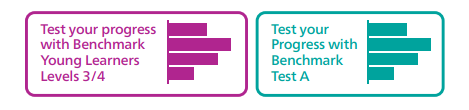 Test your progress
with Benchmark
Young Learners
Levels 3/4
Test your
Progress with
Benchmark
Test A